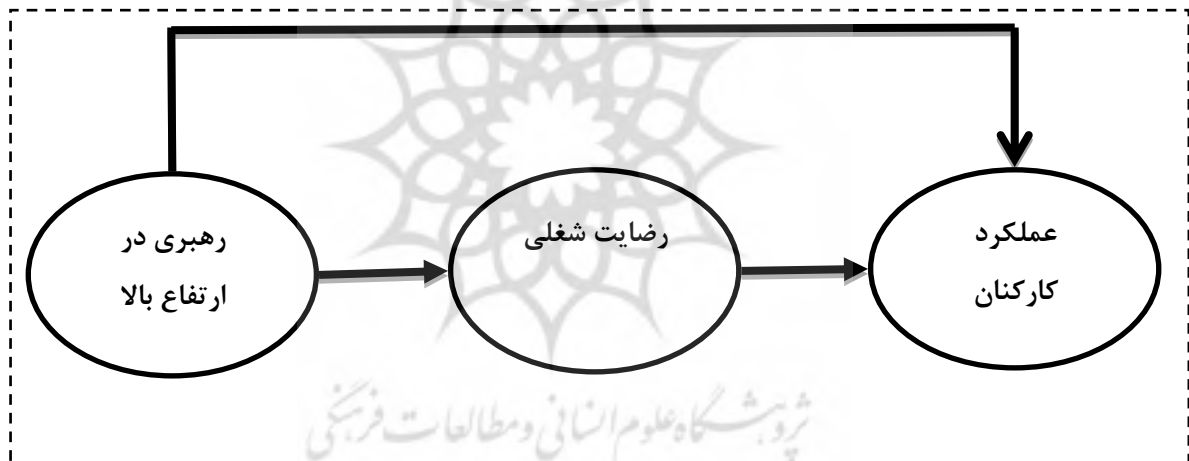 رهبری در
ارتفاع بالا
رضایت شغلی
عملکرد
کارکنان
پژوهشگاه علوم انسانی و مطالعات فرهنگی